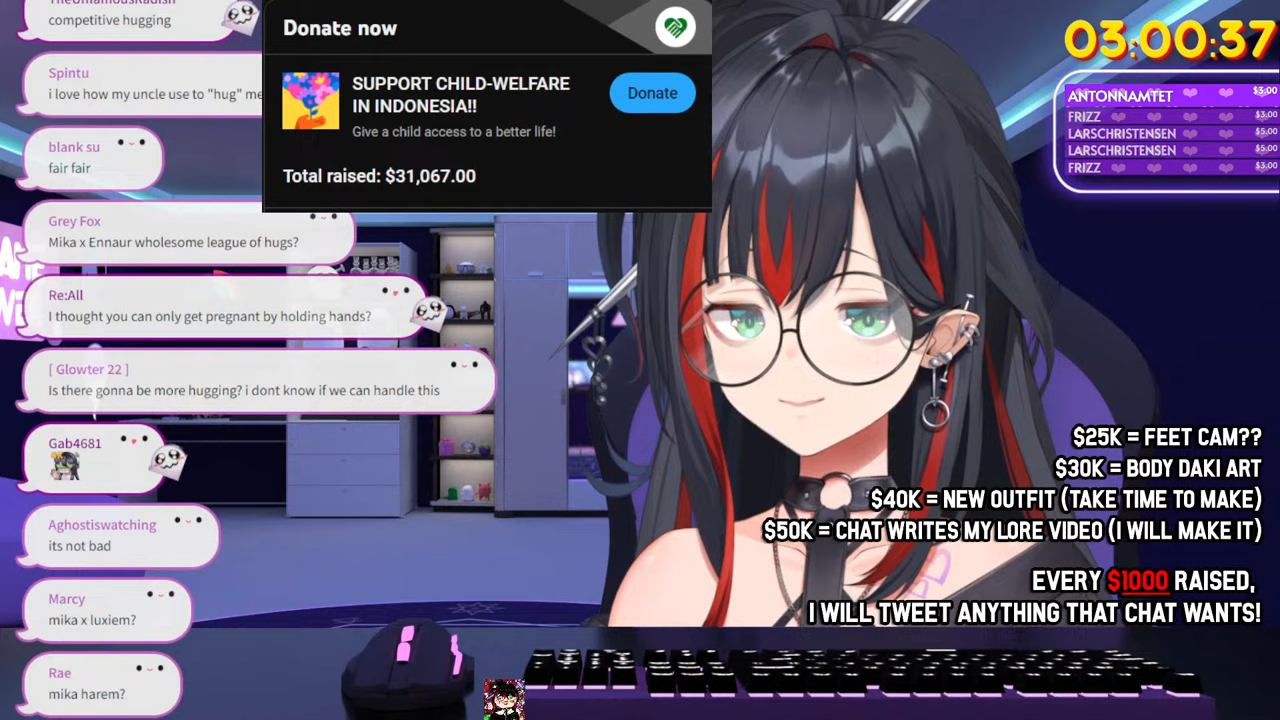 TheUnfamousRadish
competitive hugging
Spintu
i love how my uncle use to "hug" me
blank su
fair fair
Grey Fox
Mika x Ennaur wholesome league of hugs?
Re:All
I thought you can only get pregnant by holding hands?
[ Glowter 22 ]
Is there gonna be more hugging? i dont know if we can handle this
Gab4681
Aghostiswatching
its not bad
Marcy
mika x luxiem?
Rae
mika harem?
Donate now
SUPPORT CHILD-WELFARE
IN INDONESIA!!
Give a child access to a better life!
Donate
Total raised: $31,067.00
03:00:37
ANTONNAMTET $3.00
FRIZZ $3.00
LARSCHRISTENSEN $5.00
LARSCHRISTENSEN $5.00
FRIZZ $3.00
$25K = FEET CAM??
$30K = BODY DAKI ART
$40K = NEW OUTFIT (TAKE TIME TO MAKE)
$50K = CHAT WRITES MY LORE VIDEO (I WILL MAKE IT)
EVERY $1000 RAISED,
I WILL TWEET ANYTHING THAT CHAT WANTS!